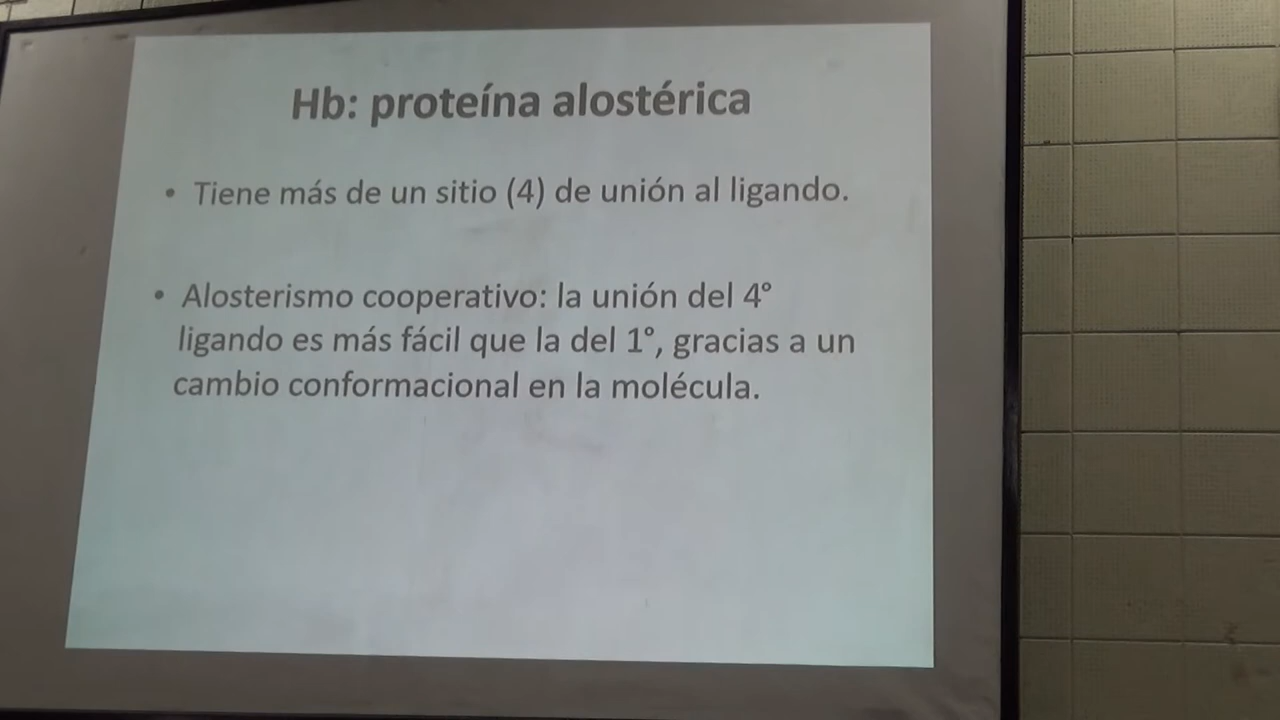 Hb: proteína alostérica
• Tiene más de un sitio (4) de unión al ligando.
• Alosterismo cooperativo: la unión del 4°
ligando es más fácil que la del 1°, gracias a un
cambio conformacional en la molécula.